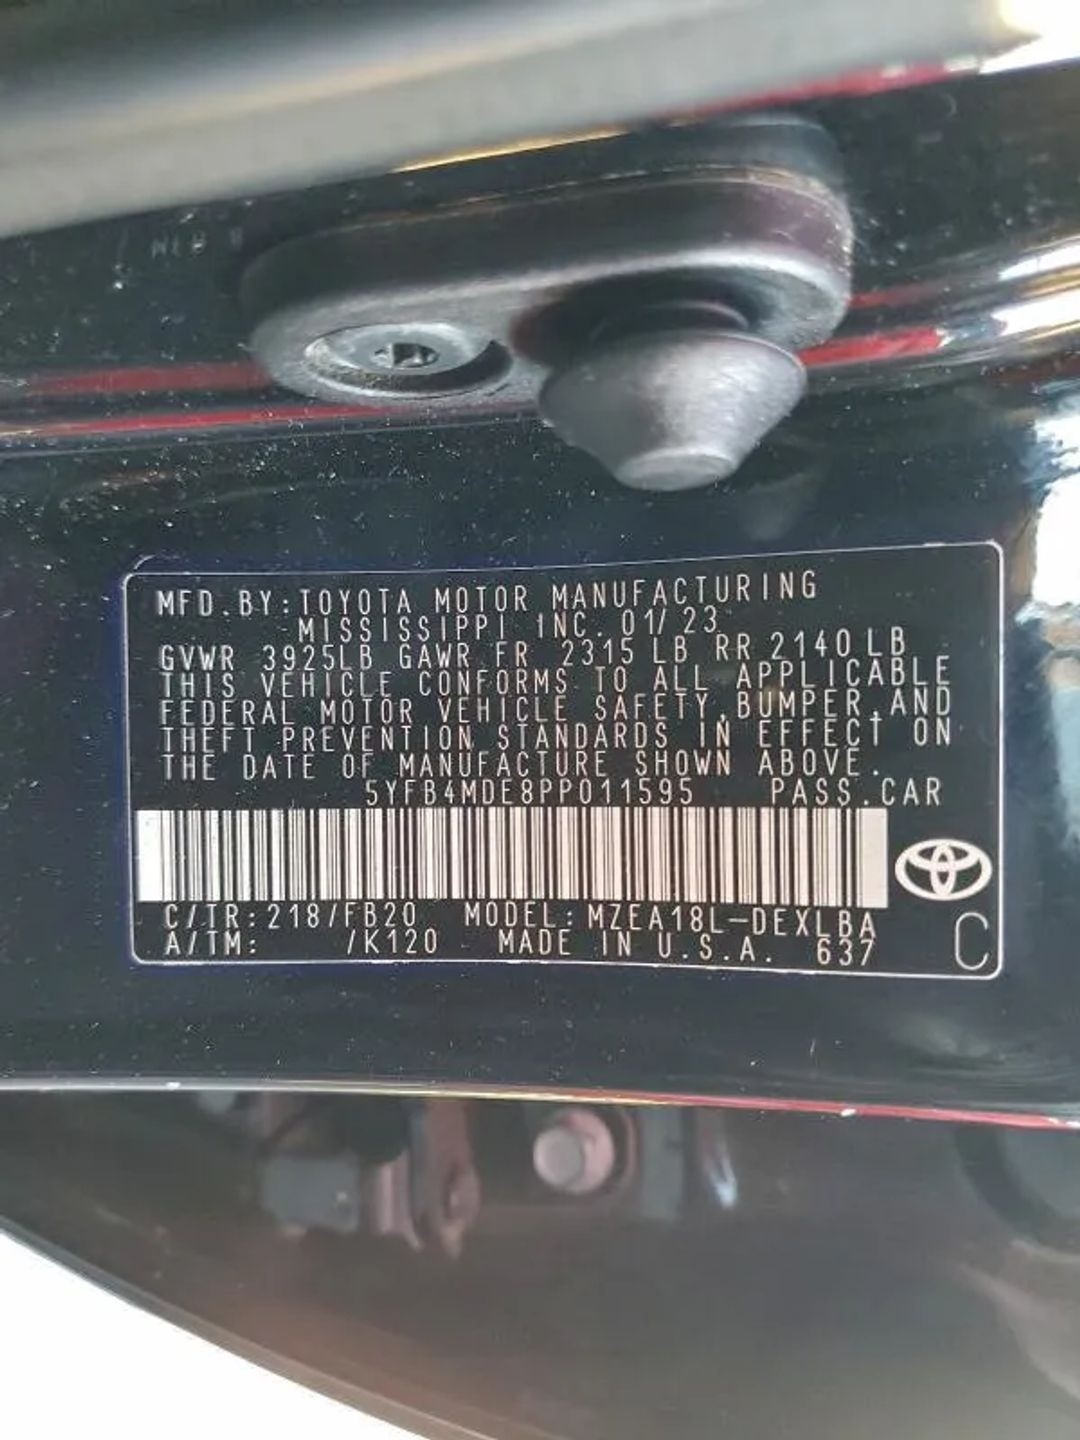 MFD.BY:TOYOTA MOTOR MANUFACTURING
MISSISSIPPI INC. 01/23
GVWR 3925LB GAWR FR 2315LB RR 2140LB
THIS VEHICLE CONFORMS TO ALL APPLICABLE
FEDERAL MOTOR VEHICLE SAFETY, BUMPER, AND
THEFT PREVENTION STANDARDS IN EFFECT ON
THE DATE OF MANUFACTURE SHOWN ABOVE.
5YFB4MDE8PP011595 PASS.CAR
C/TR:218/FB20 MODEL:MZEA18L-DEXLBA
A/TM: /K120 MADE IN U.S.A. 637
C